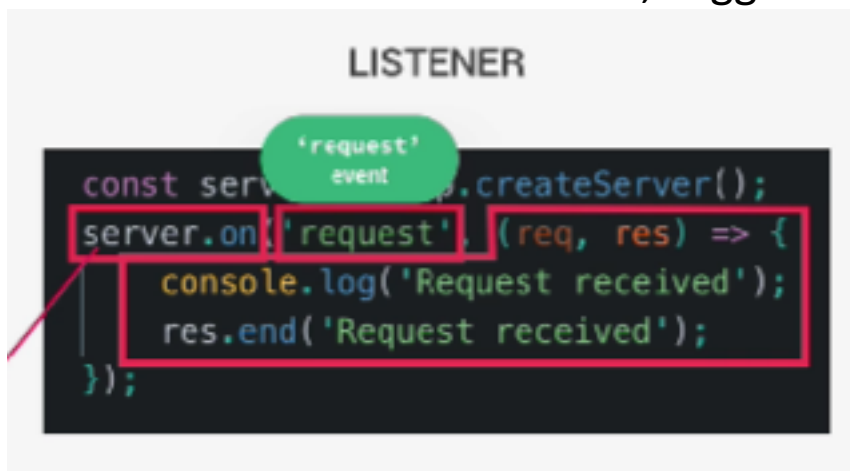 LISTENER
‘request’
event
const serv p.createServer();
server.on('request', (req, res) => {
console.log('Request received');
res.end('Request received');
});